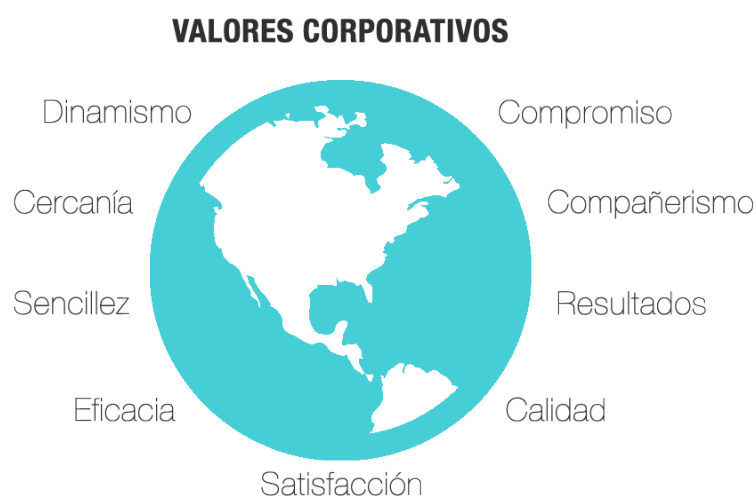 VALORES CORPORATIVOS
Dinamismo
Compromiso
Cercanía
Compañerismo
Sencillez
Resultados
Eficacia
Calidad
Satisfacción